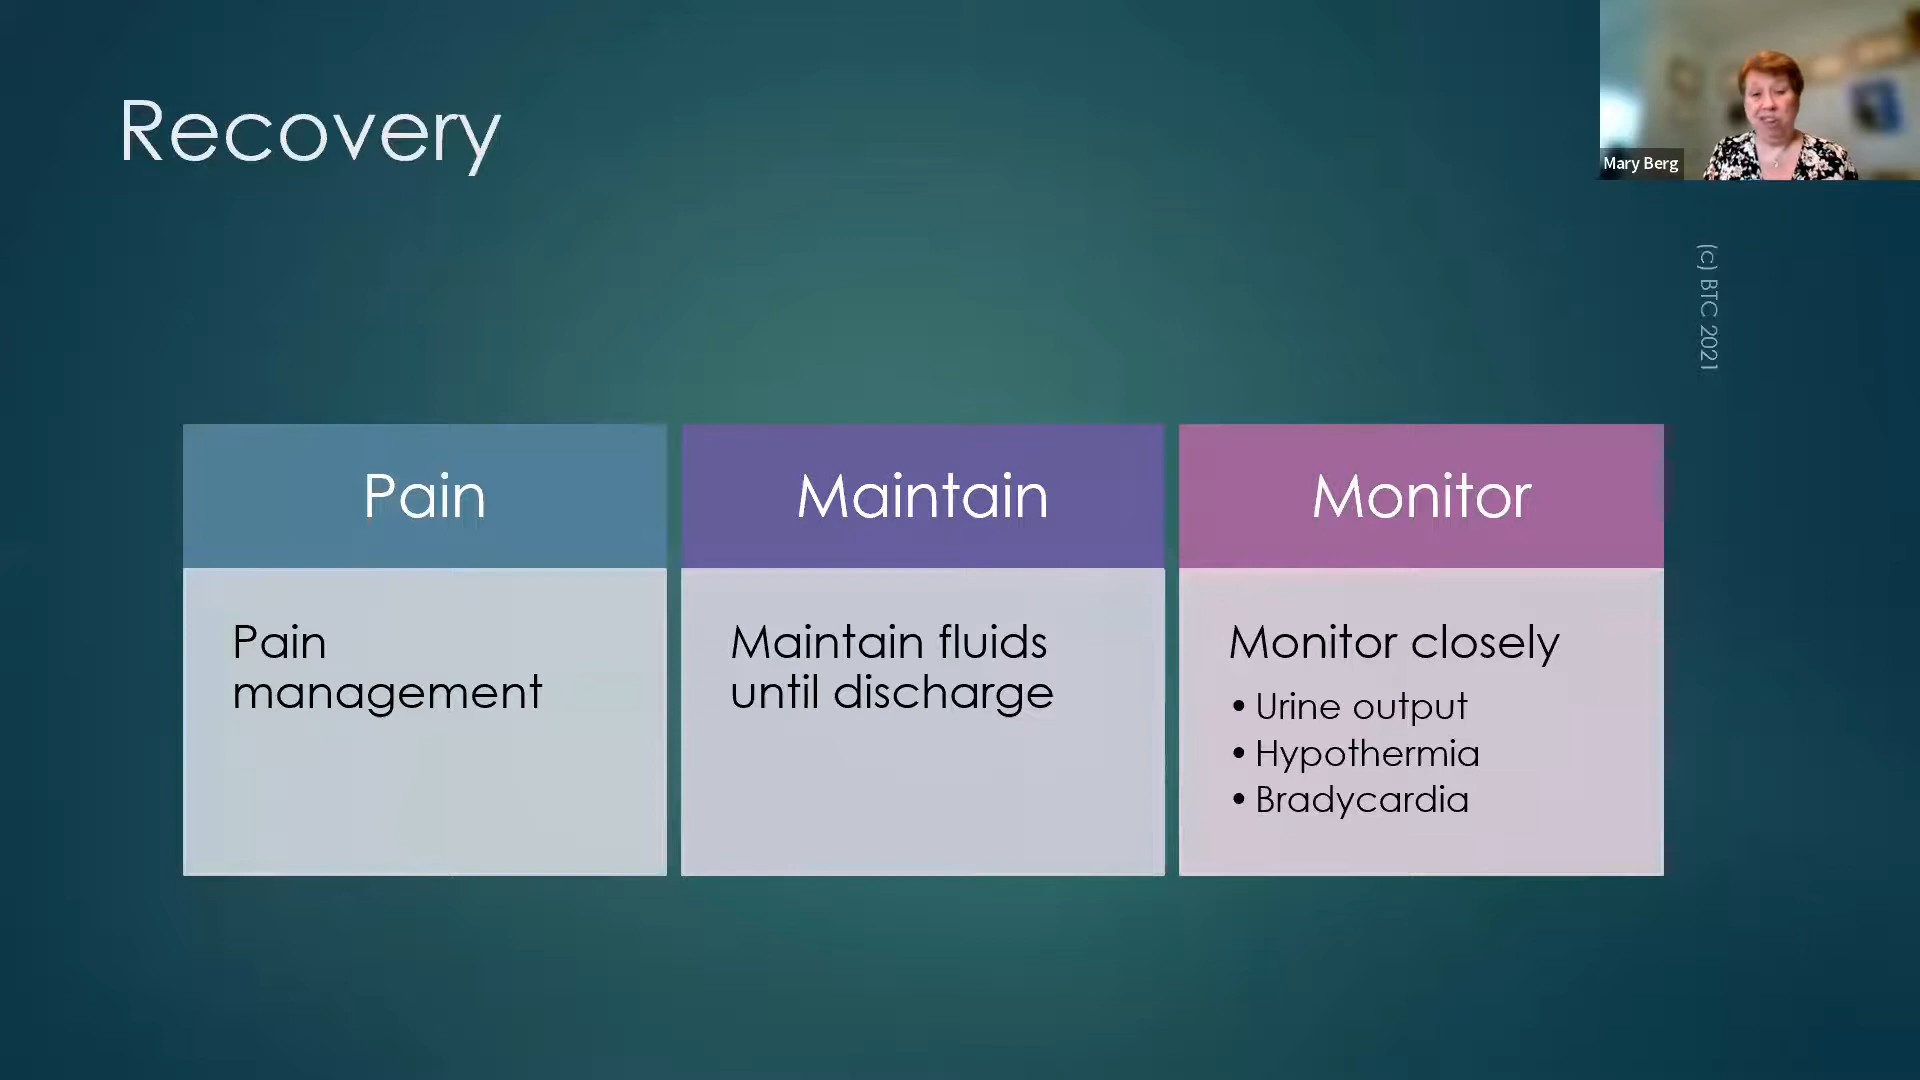 Recovery
Mary Berg
(c) BTC 2021
Pain
Pain
management
Maintain
Maintain fluids
until discharge
Monitor
Monitor closely
• Urine output
• Hypothermia
• Bradycardia